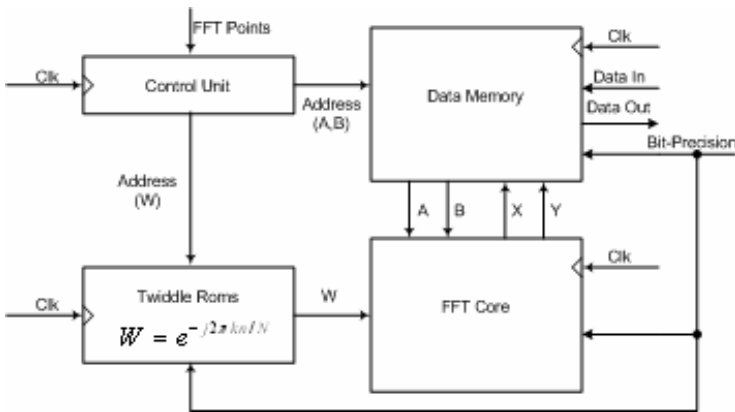 FFT Points
Clk
Control Unit
Address
(A,B)
Data Memory
Clk
Data In
Data Out
Bit-Precision
Address
(W)
A
B
X
Y
Clk
Twiddle Roms
W = e^{-j2πkn/N}
W
FFT Core
Clk